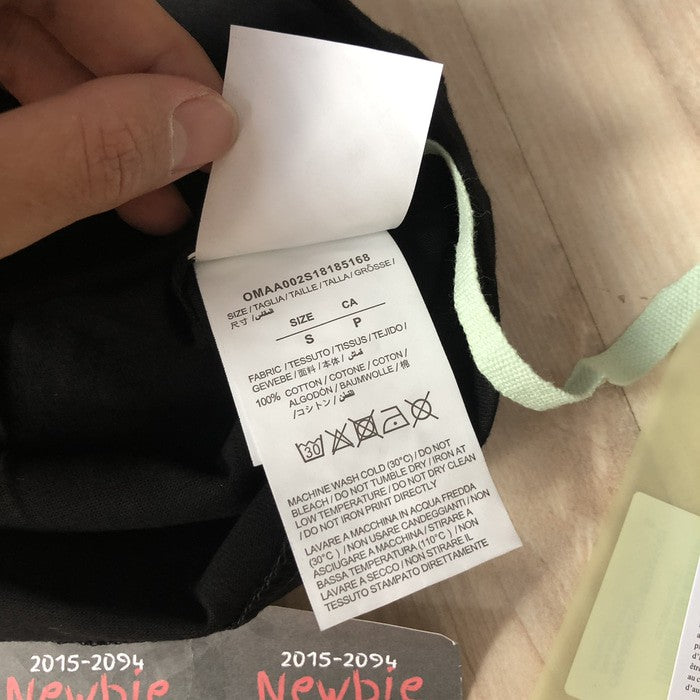 OMAA002S18185168
SIZE / TAGLIA / TAILLE / TALLA / GRÖSSE /
尺寸 /
SIZE CA
S P
FABRIC / TESSUTO / TISSUS / TEJIDO /
GEWEBE / 面料 / 本体 / قماش
100% COTTON / COTONE / COTON /
ALGODÓN / BAUMWOLLE / 棉
/ コットン / القطن
30
MACHINE WASH COLD (30°C) / DO NOT
BLEACH / DO NOT TUMBLE DRY / IRON AT
LOW TEMPERATURE / DO NOT DRY CLEAN
/ DO NOT IRON PRINT DIRECTLY
LAVARE A MACCHINA IN ACQUA FREDDA
(30°C ) / NON USARE CANDEGGIANTI / NON
ASCIUGARE A MACCHINA / STIRARE A
BASSA TEMPERATURA (110°C ) / NON
LAVARE A SECCO / NON STIRARE IL
TESSUTO STAMPATO DIRETTAMENTE
2015-2094 2015-2094
Newbie Newbie